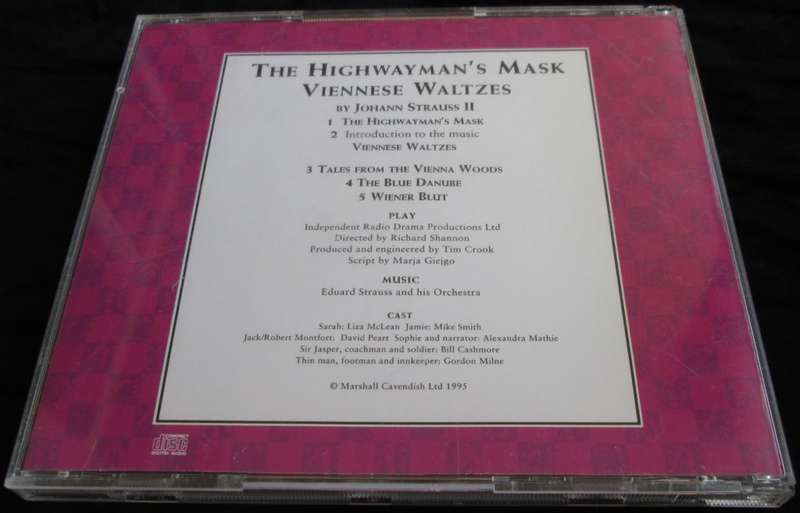 THE HIGHWAYMAN'S MASK
VIENNESE WALTZES
BY JOHANN STRAUSS II
1 THE HIGHWAYMAN'S MASK
2 Introduction to the music
VIENNESE WALTZES
3 TALES FROM THE VIENNA WOODS
4 THE BLUE DANUBE
5 WIENER BLUT
PLAY
Independent Radio Drama Productions Ltd
Directed by Richard Shannon
Produced and engineered by Tim Crook
Script by Marja Giejgo
MUSIC
Eduard Strauss and his Orchestra
CAST
Sarah: Liza McLean Jamie: Mike Smith
Jack/Robert Montfort: David Peart Sophie and narrator: Alexandra Mathie
Sir Jasper, coachman and soldier: Bill Cashmore
Thin man, footman and innkeeper: Gordon Milne
© Marshall Cavendish Ltd 1995
COMPACT
disc
DIGITAL AUDIO